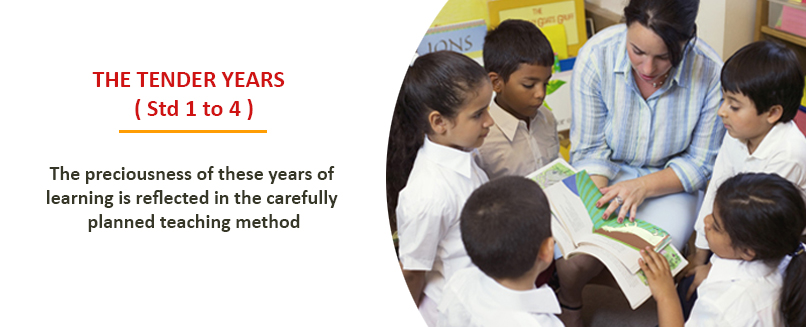 THE TENDER YEARS
( Std 1 to 4 )
The preciousness of these years of
learning is reflected in the carefully
planned teaching method
IONS